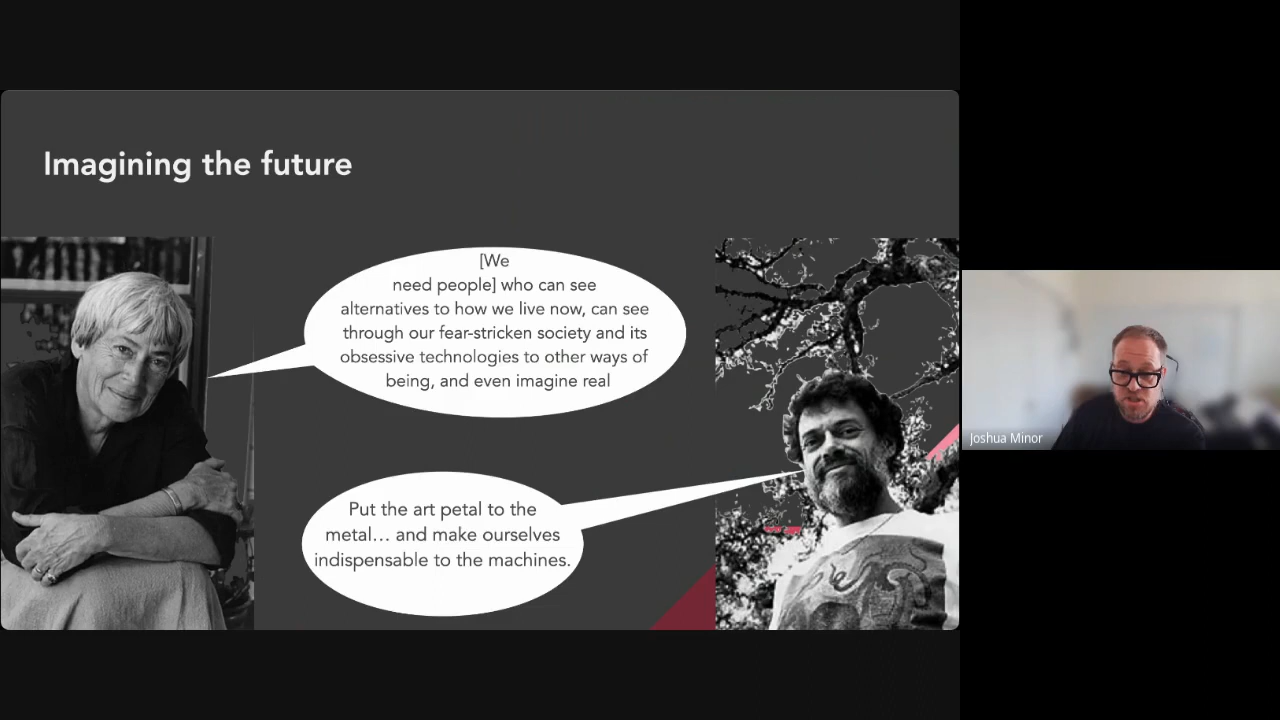 Imagining the future
[We
need people] who can see
alternatives to how we live now, can see
through our fear-stricken society and its
obsessive technologies to other ways of
being, and even imagine real
Put the art petal to the
metal… and make ourselves
indispensable to the machines.
Joshua Minor